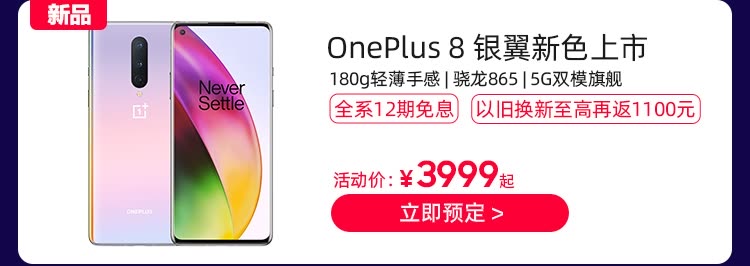 新品
OnePlus 8 银翼新色上市
180g轻薄手感 | 骁龙865 | 5G双模旗舰
全系12期免息 以旧换新至高再返1100元
活动价：¥3999起
立即预定 >
Never
Settle
1+
ONEPLUS